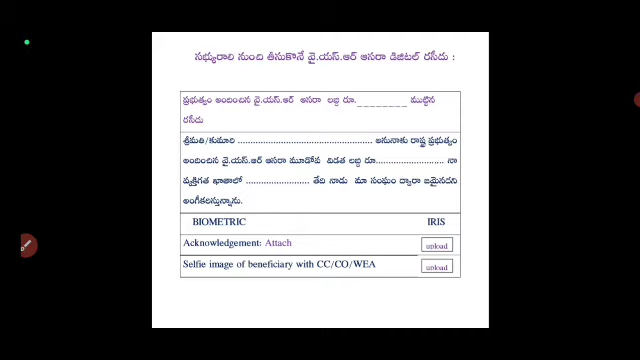 సభ్యురాలి నుంచి తీసుకొనే వై.యస్.ఆర్ ఆసరా డిజిటల్ రసీదు :
ప్రభుత్వం అందించిన వై.యస్.ఆర్ ఆసరా లబ్ది రూ.________ ముట్టిన
రసీదు
శ్రీమతి/కుమారి ..................................................... అనునాకు రాష్ట్ర ప్రభుత్వం
అందించిన వై.యస్.ఆర్ ఆసరా మూడోవ విడత లబ్ది రూ........................... నా
వ్యక్తిగత ఖాతాలో ......................... తేది నాడు మా సంఘం ద్వారా జమైనదని
అంగీకరిస్తున్నాను.
BIOMETRIC IRIS
Acknowledgement: Attach upload
Selfie image of beneficiary with CC/CO/WEA upload